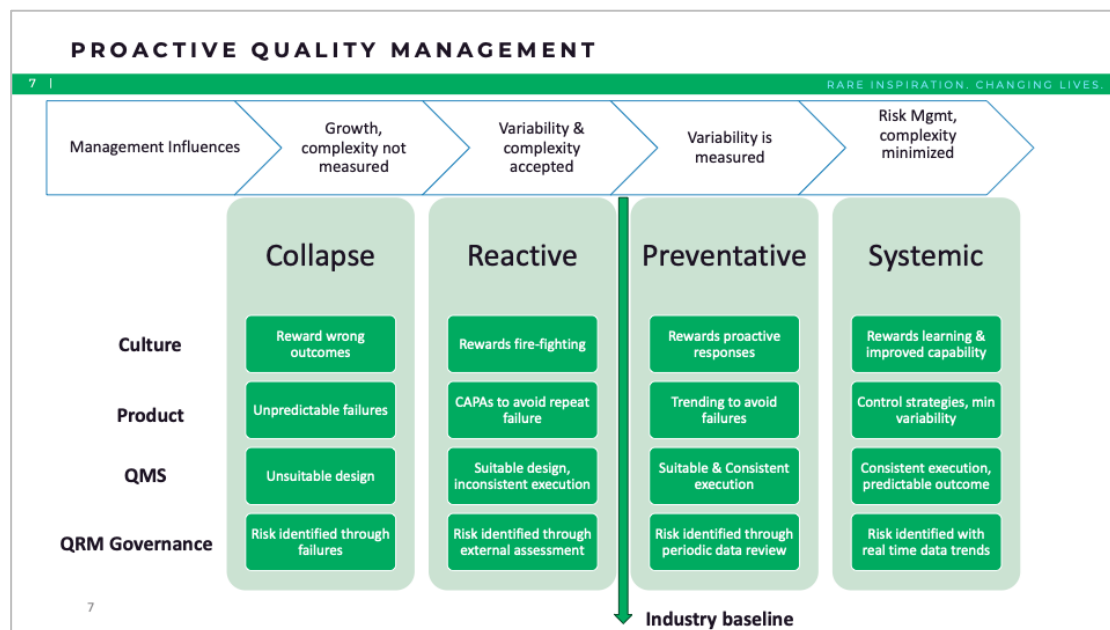 PROACTIVE QUALITY MANAGEMENT
7 |
RARE INSPIRATION. CHANGING LIVES.
Management Influences
Growth,
complexity not
measured
Variability &
complexity
accepted
Variability is
measured
Risk Mgmt,
complexity
minimized
Collapse
Reactive
Preventative
Systemic
Culture
Reward wrong
outcomes
Rewards fire-fighting
Rewards proactive
responses
Rewards learning &
improved capability
Product
Unpredictable failures
CAPAs to avoid repeat
failure
Trending to avoid
failures
Control strategies, min
variability
QMS
Unsuitable design
Suitable design,
inconsistent execution
Suitable & Consistent
execution
Consistent execution,
predictable outcome
QRM Governance
Risk identified through
failures
Risk identified through
external assessment
Risk identified through
periodic data review
Risk identified with
real time data trends
7
Industry baseline